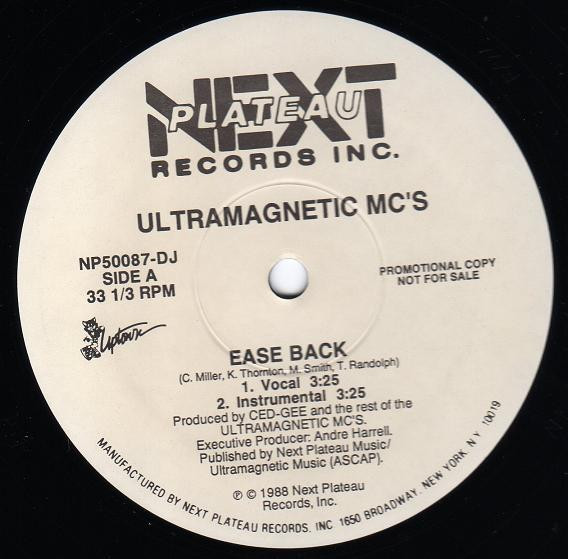 NEXT
PLATEAU
RECORDS INC.
ULTRAMAGNETIC MC'S
NP50087-DJ
SIDE A
33 1/3 RPM
PROMOTIONAL COPY
NOT FOR SALE
Uptown
EASE BACK
(C. Miller, K. Thornton, M. Smith, T. Randolph)
1. Vocal 3:25
2. Instrumental 3:25
Produced by CED-GEE and the rest of the
ULTRAMAGNETIC MC'S.
Executive Producer: Andre Harrell.
Published by Next Plateau Music/
Ultramagnetic Music (ASCAP).
℗ © 1988 Next Plateau
Records, Inc.
MANUFACTURED BY NEXT PLATEAU RECORDS, INC 1650 BROADWAY, NEW YORK, N.Y. 10019